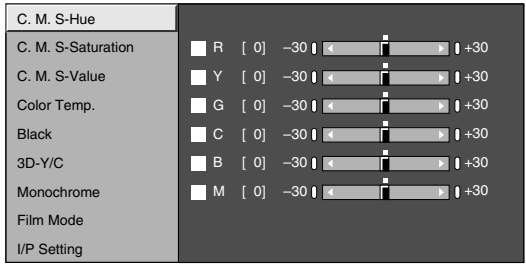 C. M. S-Hue
C. M. S-Saturation
R [ 0] –30 +30
C. M. S-Value
Y [ 0] –30 +30
Color Temp.
G [ 0] –30 +30
Black
C [ 0] –30 +30
3D-Y/C
B [ 0] –30 +30
Monochrome
M [ 0] –30 +30
Film Mode
I/P Setting